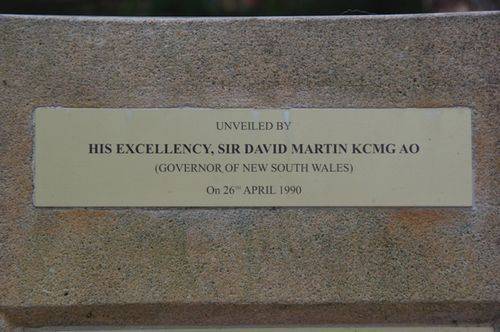 UNVEILED BY
HIS EXCELLENCY, SIR DAVID MARTIN KCMG AO
(GOVERNOR OF NEW SOUTH WALES)
On 26TH APRIL 1990